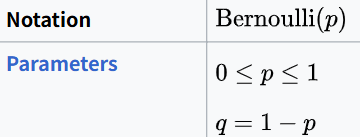 Notation Bernoulli(p)
Parameters 0 ≤ p ≤ 1
q = 1 − p